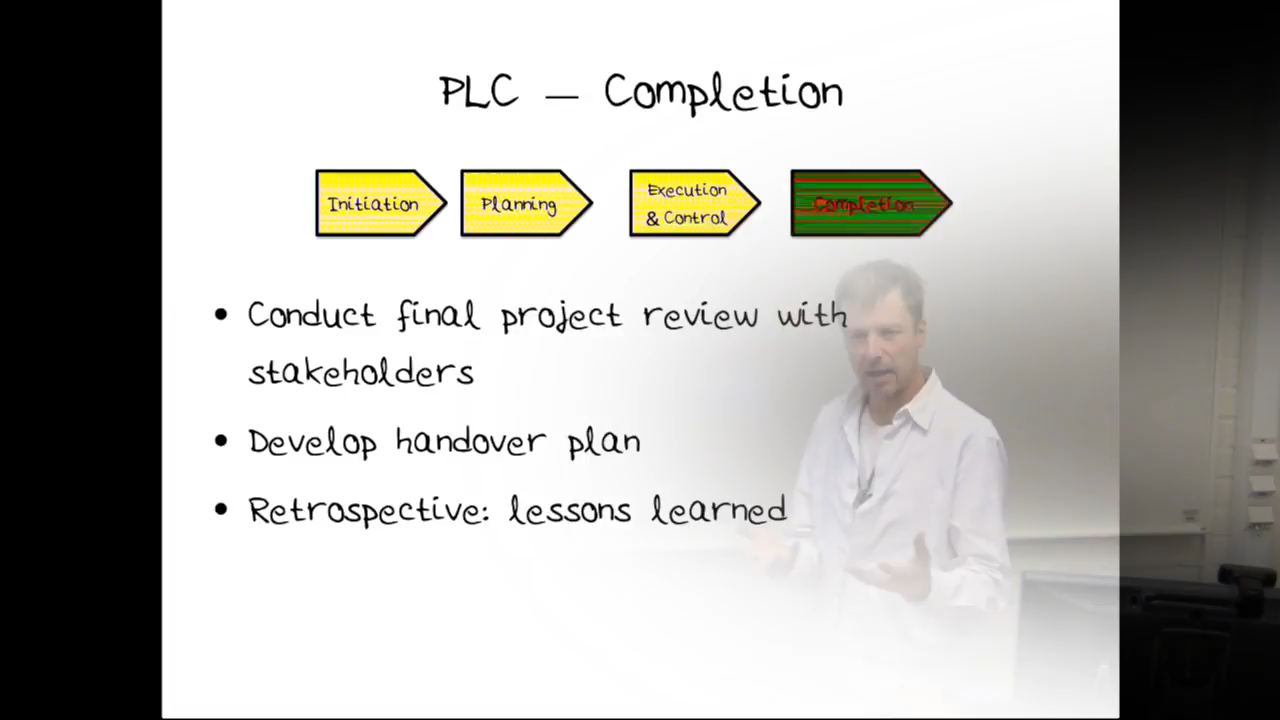 PLC — Completion
Initiation
Planning
Execution
& Control
Completion
• Conduct final project review with
stakeholders
• Develop handover plan
• Retrospective: lessons learned